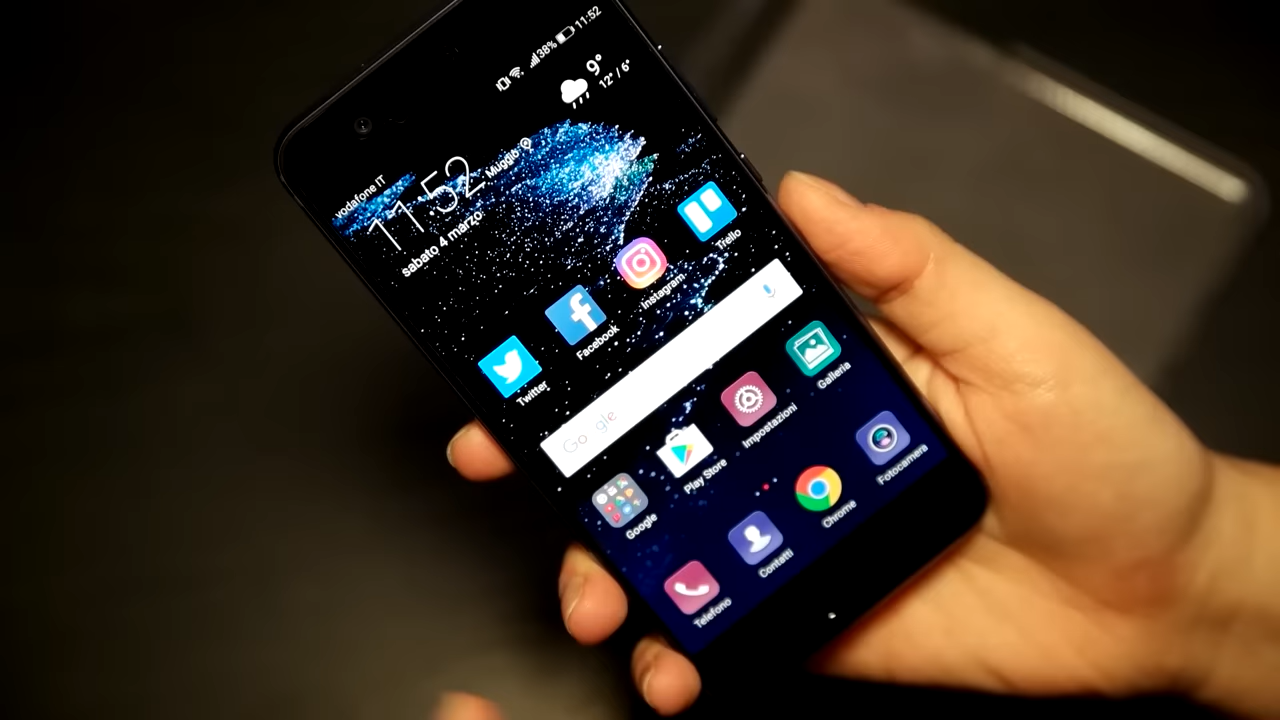 38% 11:52
9°
12° / 6°
vodafone IT
11:52 Muggiò
sabato 4 marzo
Twitter
Facebook
Instagram
Trello
Google
Google
Play Store
Impostazioni
Galleria
Telefono
Contatti
Chrome
Fotocamera